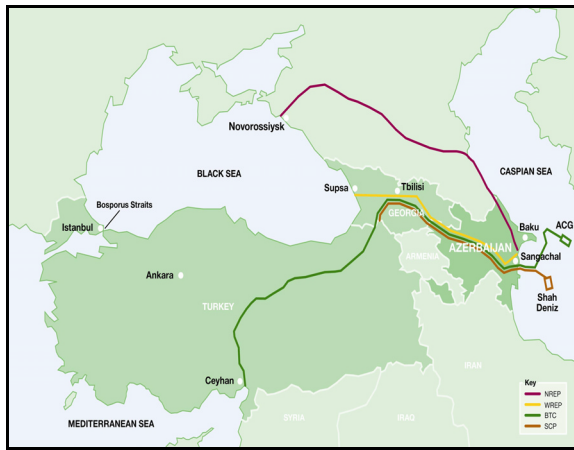 Novorossiysk
BLACK SEA
CASPIAN SEA
Supsa
Tbilisi
GEORGIA
Bosporus Straits
Istanbul
Baku
ACG
AZERBAIJAN
ARMENIA
Sangachal
Ankara
TURKEY
Shah
Deniz
IRAN
Ceyhan
SYRIA
IRAQ
MEDITERRANEAN SEA
Key
NREP
WREP
BTC
SCP